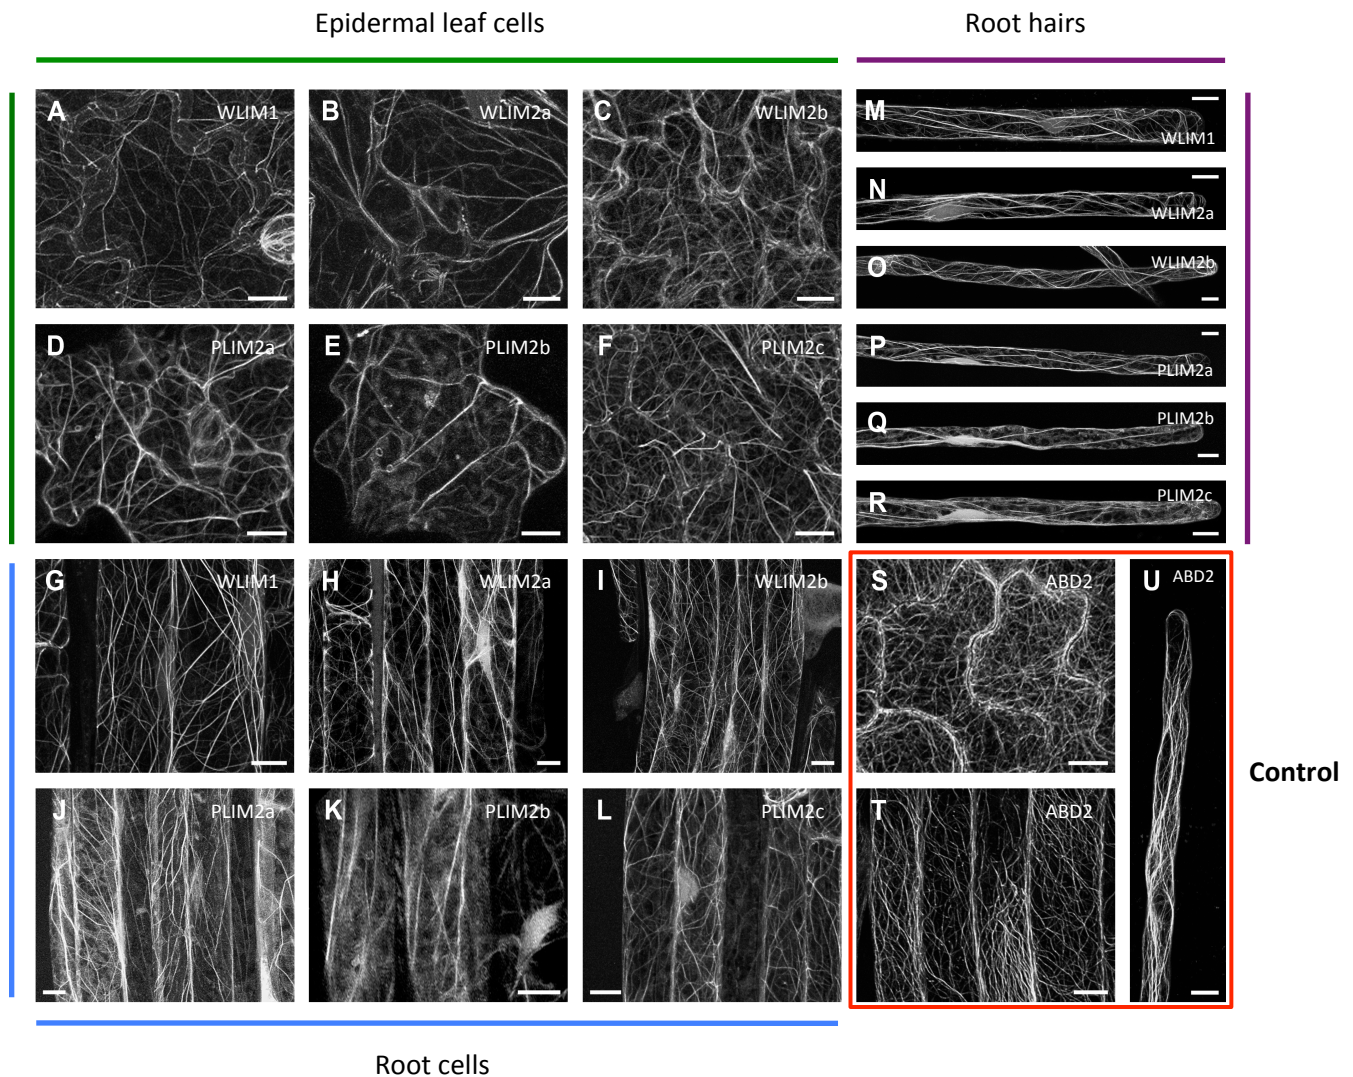 Epidermal leaf cells
Root hairs
A WLIM1
B WLIM2a
C WLIM2b
M WLIM1
N WLIM2a
O WLIM2b
D PLIM2a
E PLIM2b
F PLIM2c
P PLIM2a
Q PLIM2b
R PLIM2c
G WLIM1
H WLIM2a
I WLIM2b
S ABD2
U ABD2
Control
J PLIM2a
K PLIM2b
L PLIM2c
T ABD2
Root cells